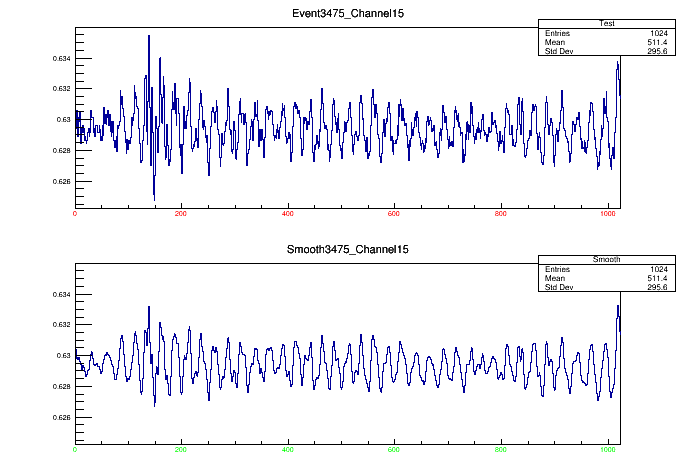 Event3475_Channel15
Test
Entries 1024
Mean 511.4
Std Dev 295.6
0.634
0.632
0.63
0.628
0.626
0 200 400 600 800 1000
Smooth3475_Channel15
Smooth
Entries 1024
Mean 511.4
Std Dev 295.6
0.634
0.632
0.63
0.628
0.626
0 200 400 600 800 1000